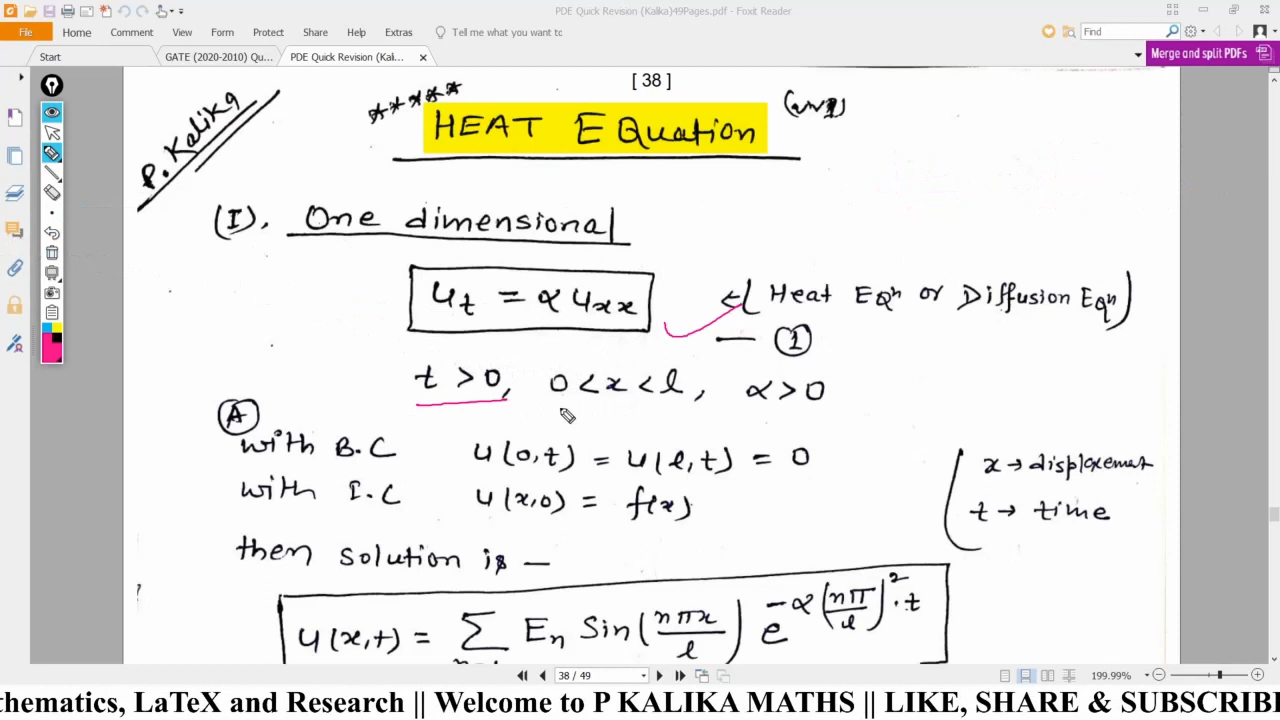 PDE Quick Revision (Kalika)49Pages.pdf - Foxit Reader
File Home Comment View Form Protect Share Help Extras Tell me what you want to Find
Start GATE (2020-2010) Qu... PDE Quick Revision (Kal... Merge and split PDFs
[ 38 ]
P. Kalika
HEAT EQuation
(I). One dimensional
u_t = α u_xx ← ( Heat Eqⁿ or Diffusion Eqⁿ )
— ①
t > 0, 0 < x < l, α > 0
Ⓐ
with B.C u(0,t) = u(l,t) = 0
with I.C u(x,0) = f(x)
x → displacement
t → time
then solution is —
u(x,t) = ∑ E_n Sin(nπx/l) e^{-α(nπ/l)²·t}
38 / 49 199.99%
thematics, LaTeX and Research || Welcome to P KALIKA MATHS || LIKE, SHARE & SUBSCRIBE